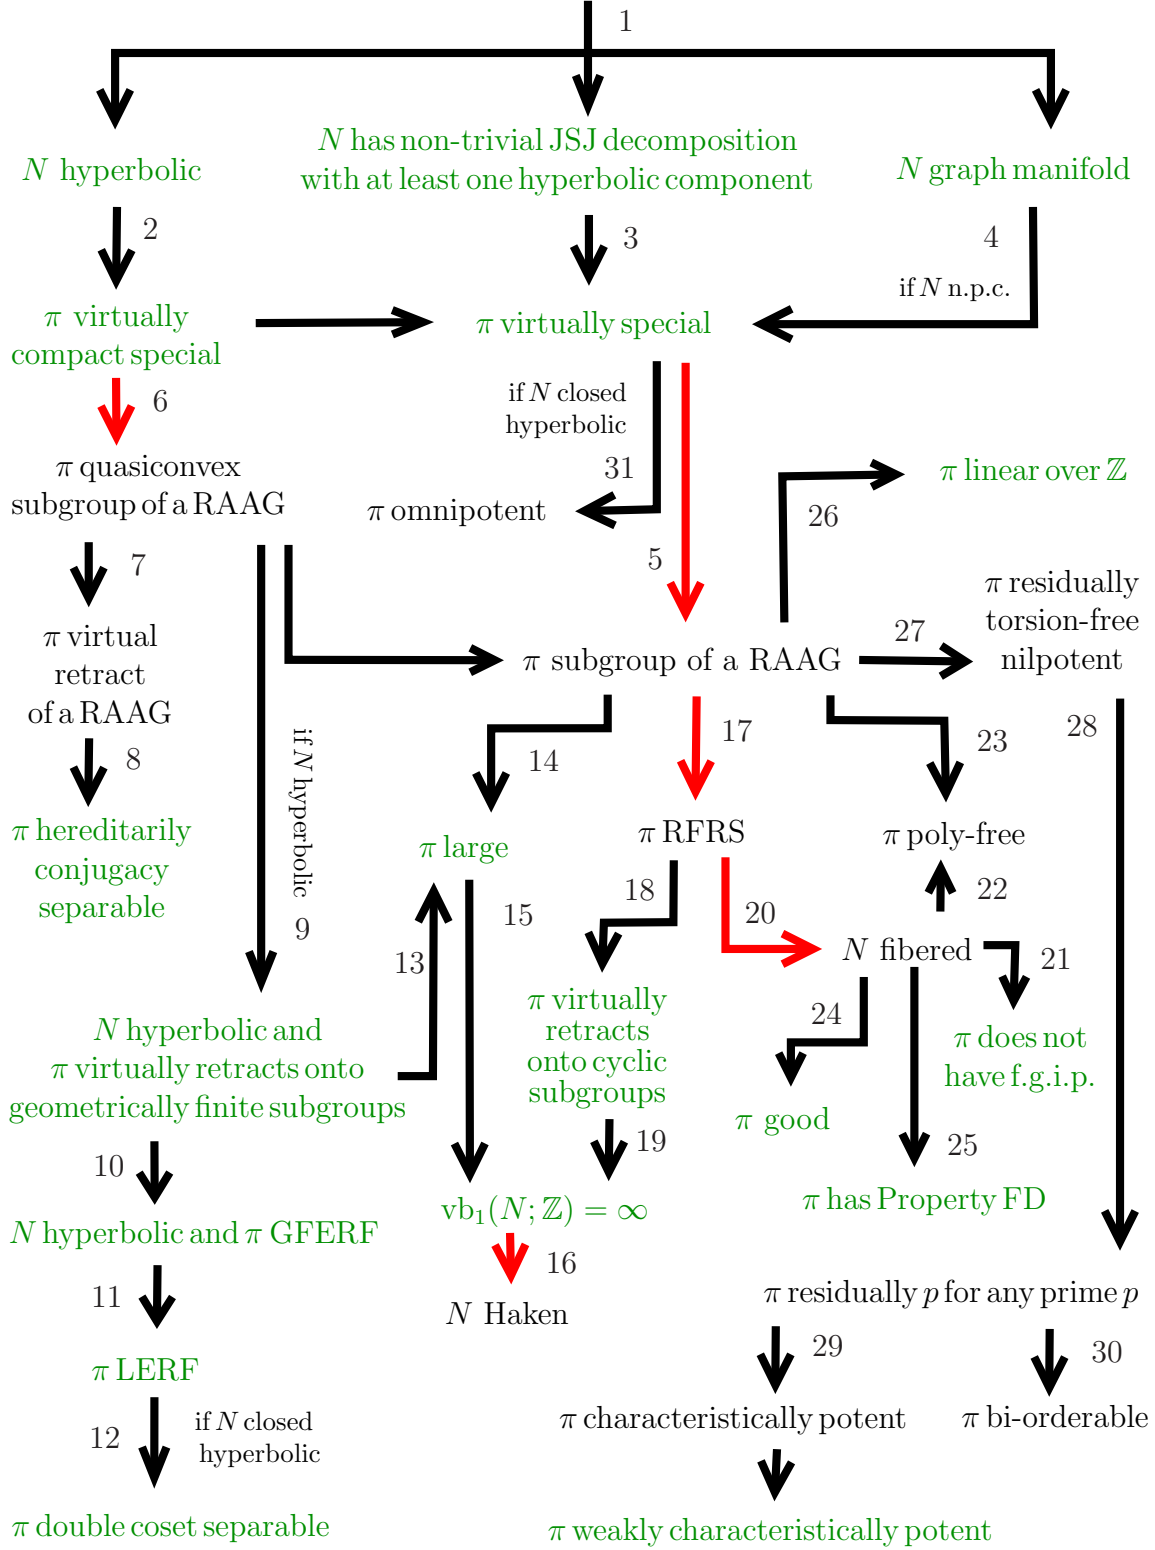 1
N has non-trivial JSJ decomposition
with at least one hyperbolic component
N hyperbolic
N graph manifold
2
3
4
if N n.p.c.
π virtually
compact special
π virtually special
6
if N closed
hyperbolic
31
π omnipotent
5
π quasiconvex
subgroup of a RAAG
π linear over ℤ
26
7
π virtual
retract
of a RAAG
π subgroup of a RAAG
27
π residually
torsion-free
nilpotent
8
if N hyperbolic
9
14
17
23
28
π hereditarily
conjugacy
separable
π large
π RFRS
π poly-free
15
18
20
22
13
N fibered
21
π virtually
retracts
onto cyclic
subgroups
24
π does not
have f.g.i.p.
N hyperbolic and
π virtually retracts onto
geometrically finite subgroups
π good
10
19
25
N hyperbolic and π GFERF
vb₁(N; ℤ) = ∞
π has Property FD
11
16
N Haken
π residually p for any prime p
π LERF
29
30
12
if N closed
hyperbolic
π characteristically potent
π bi-orderable
π double coset separable
π weakly characteristically potent